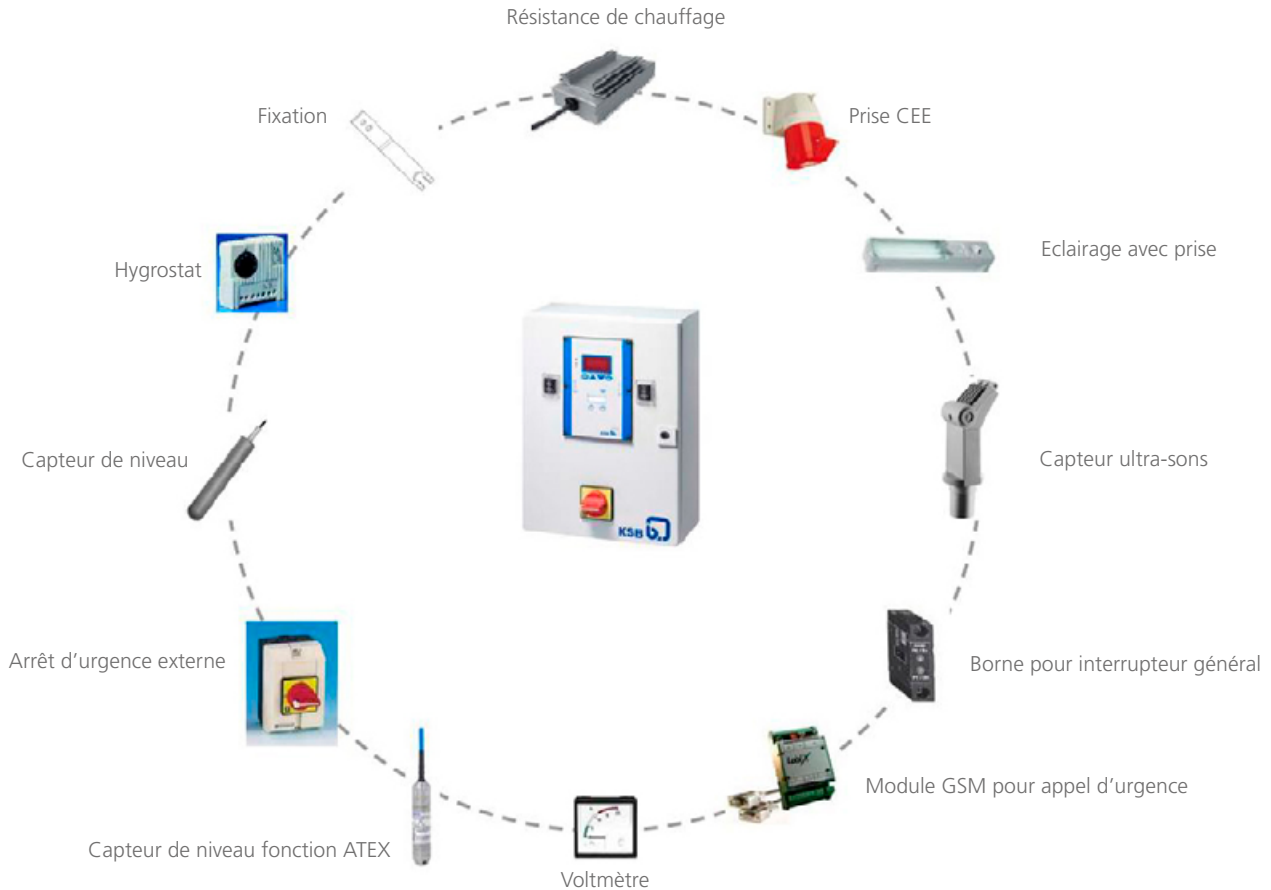 Résistance de chauffage
Fixation
Prise CEE
Hygrostat
Eclairage avec prise
Capteur de niveau
Capteur ultra-sons
KSB
Arrêt d'urgence externe
Borne pour interrupteur général
Module GSM pour appel d'urgence
Capteur de niveau fonction ATEX
Voltmètre